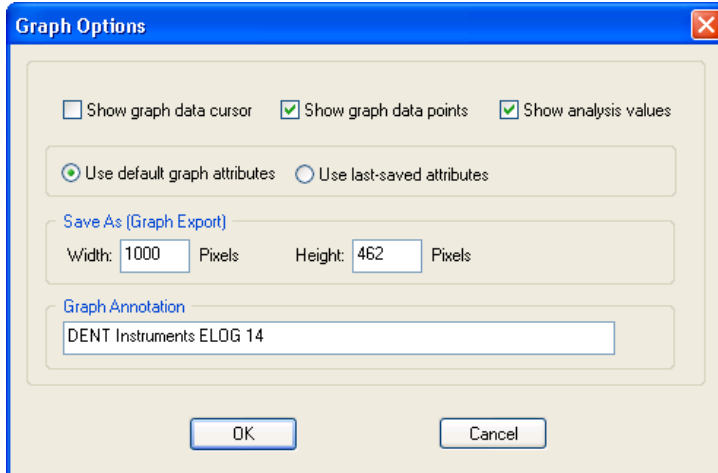 Graph Options
Show graph data cursor Show graph data points Show analysis values
Use default graph attributes Use last-saved attributes
Save As (Graph Export)
Width: 1000 Pixels Height: 462 Pixels
Graph Annotation
DENT Instruments ELOG 14
OK Cancel